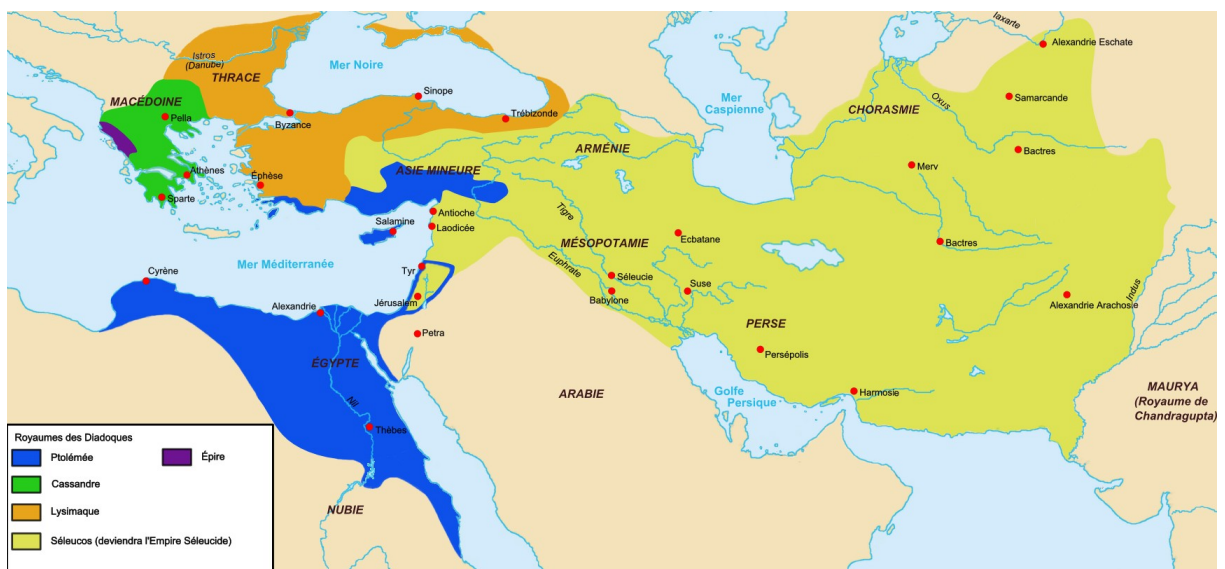 Iaxarte
Alexandrie Eschate
Istros
(Danube)
Mer Noire
THRACE
Mer
Caspienne
Sinope
Oxus
Samarcande
MACÉDOINE
CHORASMIE
Pella
Byzance
Trébizonde
ARMÉNIE
Bactres
Merv
ASIE MINEURE
Athènes
Éphèse
Sparte
Antioche
Tigre
Salamine
Laodicée
Ecbatane
MÉSOPOTAMIE
Bactres
Mer Méditerranée
Euphrate
Cyrène
Tyr
Séleucie
Suse
Indus
Babylone
Jérusalem
Alexandrie
Alexandrie Arachosie
PERSE
Petra
Persépolis
ÉGYPTE
Golfe
Persique
Harmosie
ARABIE
MAURYA
(Royaume de
Chandragupta)
Nil
Thèbes
NUBIE
Royaumes des Diadoques
Ptolémée
Épire
Cassandre
Lysimaque
Séleucos (deviendra l'Empire Séleucide)